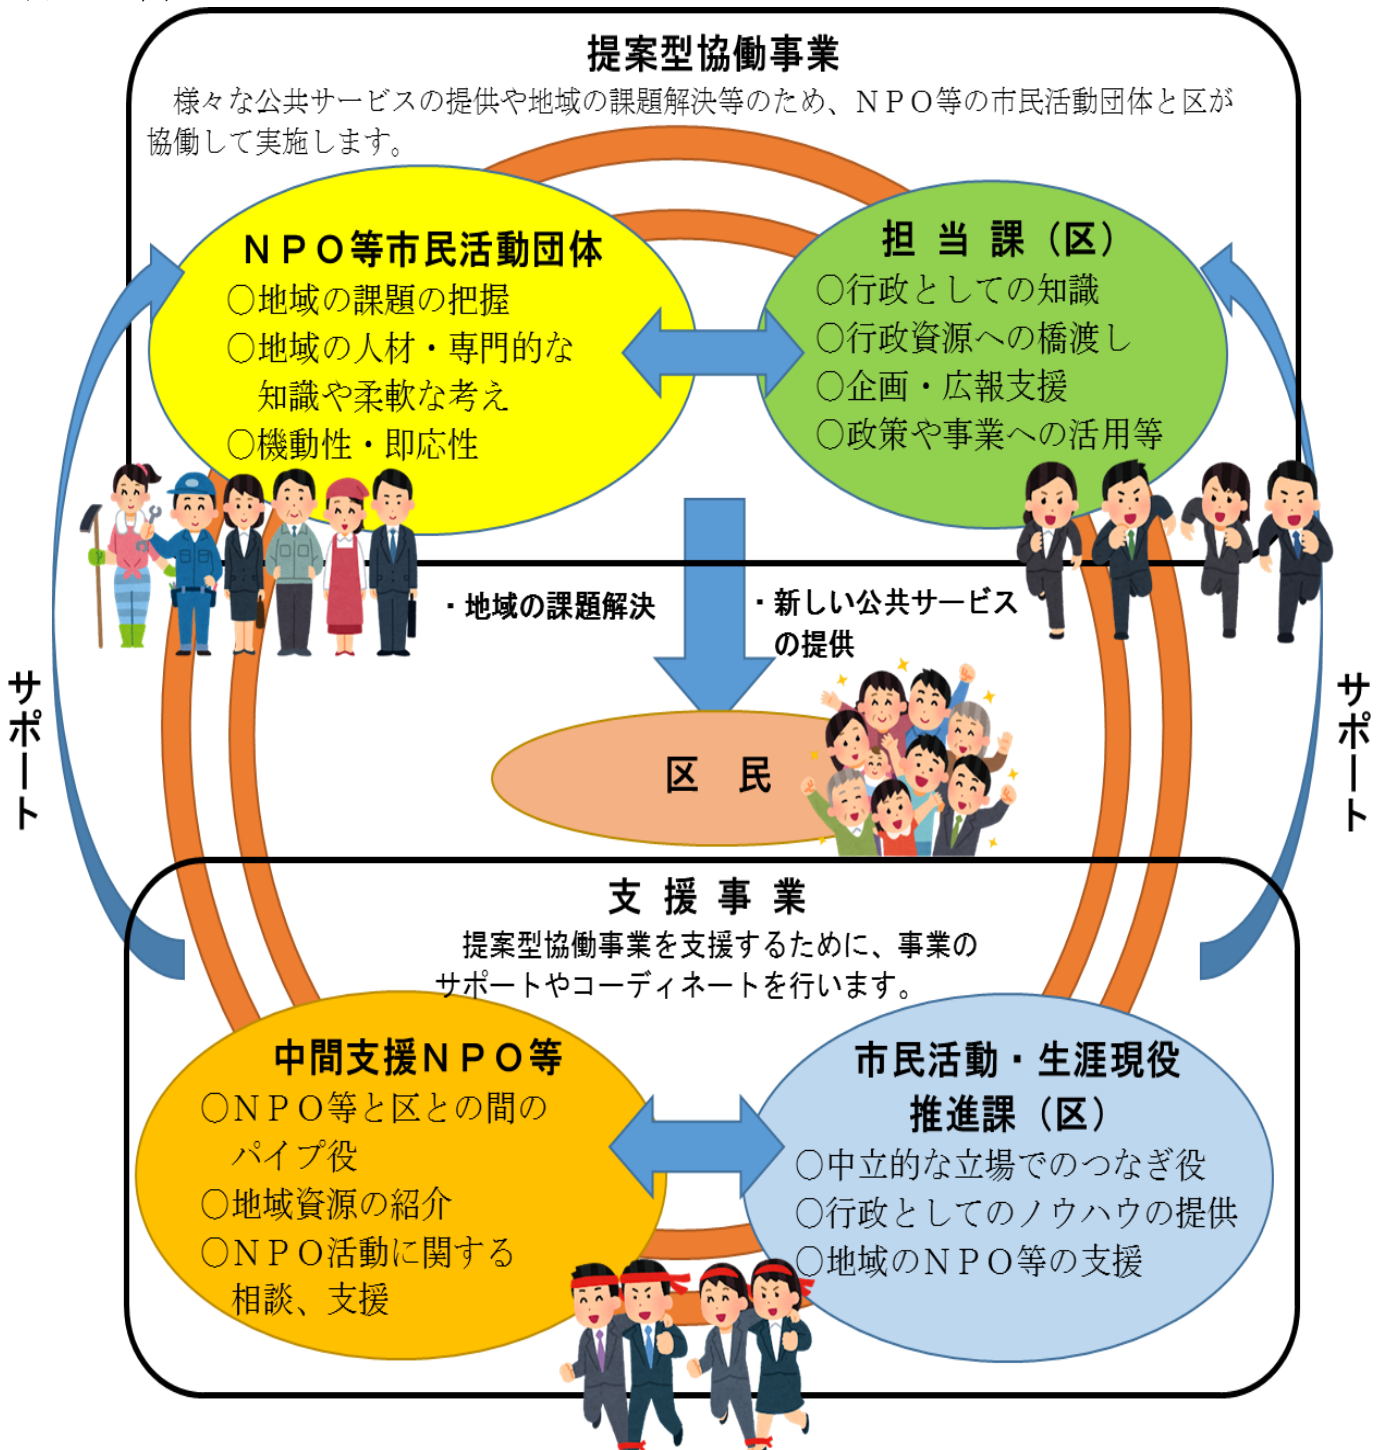 提案型協働事業
様々な公共サービスの提供や地域の課題解決等のため、ＮＰＯ等の市民活動団体と区が
協働して実施します。
ＮＰＯ等市民活動団体
○地域の課題の把握
○地域の人材・専門的な
知識や柔軟な考え
○機動性・即応性
担当課（区）
○行政としての知識
○行政資源への橋渡し
○企画・広報支援
○政策や事業への活用等
・地域の課題解決
・新しい公共サービス
の提供
サポート
サポート
区民
支援事業
提案型協働事業を支援するために、事業の
サポートやコーディネートを行います。
中間支援ＮＰＯ等
○ＮＰＯ等と区との間の
パイプ役
○地域資源の紹介
○ＮＰＯ活動に関する
相談、支援
市民活動・生涯現役
推進課（区）
○中立的な立場でのつなぎ役
○行政としてのノウハウの提供
○地域のＮＰＯ等の支援